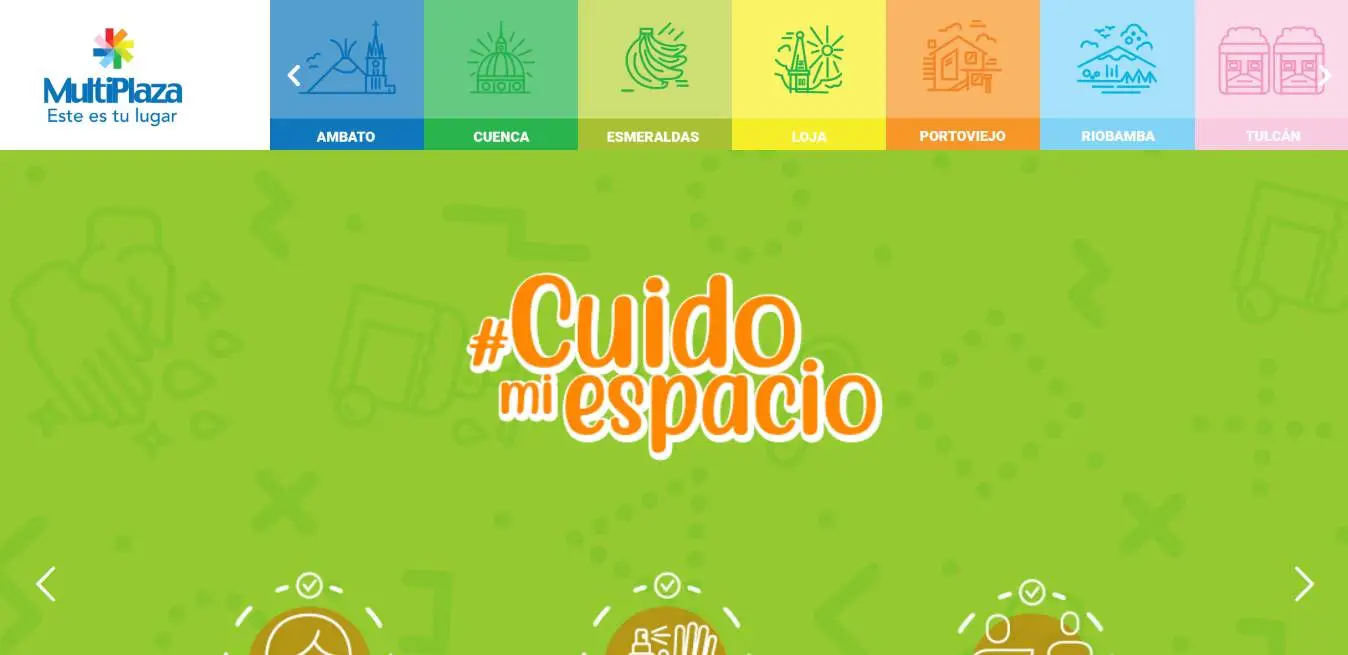 MultiPlaza
Este es tu lugar
AMBATO
CUENCA
ESMERALDAS
LOJA
PORTOVIEJO
RIOBAMBA
TULCÁN
#Cuido
mi espacio